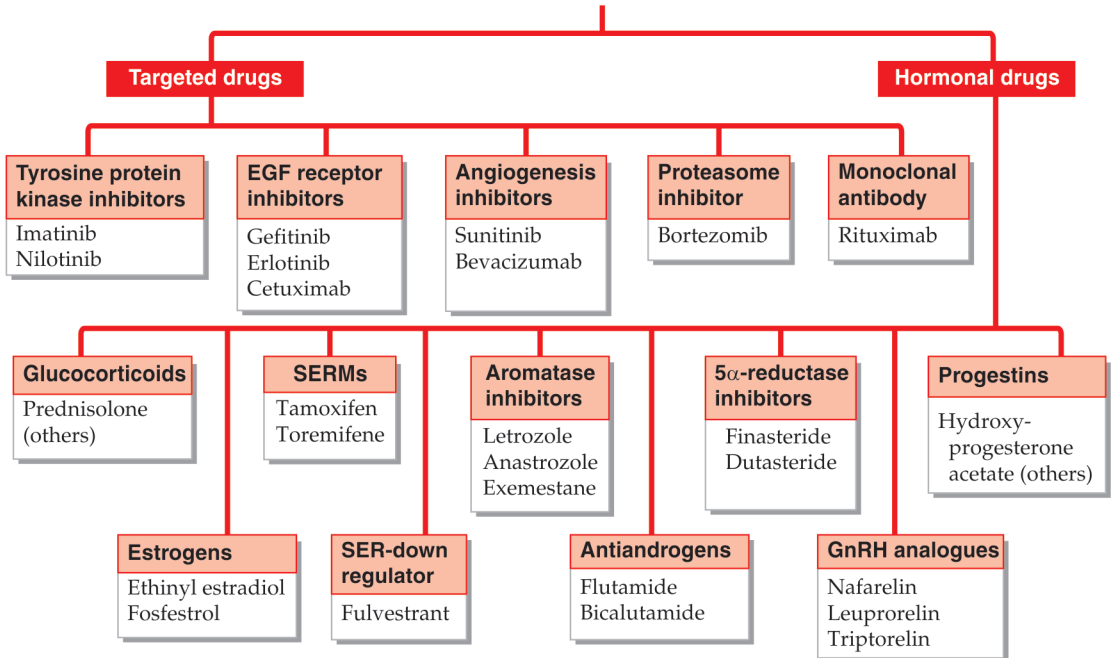 Targeted drugs
Hormonal drugs
Tyrosine protein
kinase inhibitors
Imatinib
Nilotinib
EGF receptor
inhibitors
Gefitinib
Erlotinib
Cetuximab
Angiogenesis
inhibitors
Sunitinib
Bevacizumab
Proteasome
inhibitor
Bortezomib
Monoclonal
antibody
Rituximab
Glucocorticoids
Prednisolone
(others)
SERMs
Tamoxifen
Toremifene
Aromatase
inhibitors
Letrozole
Anastrozole
Exemestane
5α-reductase
inhibitors
Finasteride
Dutasteride
Progestins
Hydroxy-
progesterone
acetate (others)
Estrogens
Ethinyl estradiol
Fosfestrol
SER-down
regulator
Fulvestrant
Antiandrogens
Flutamide
Bicalutamide
GnRH analogues
Nafarelin
Leuprorelin
Triptorelin